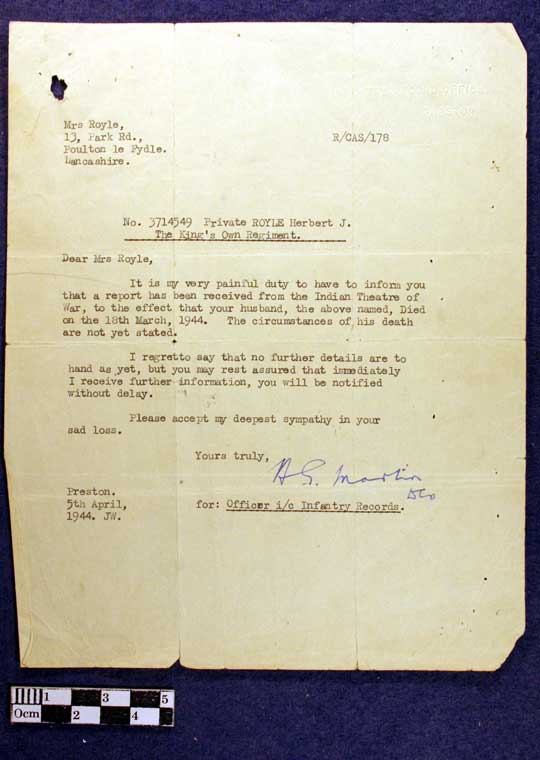 Mrs Royle,
13, Park Rd.,
Poulton le Fydle.
Lancashire.
R/CAS/178
No. 3714549 Private ROYLE Herbert J.
The King's Own Regiment.
Dear Mrs Royle,
It is my very painful duty to have to inform you
that a report has been received from the Indian Theatre of
War, to the effect that your husband, the above named, Died
on the 18th March, 1944. The circumstances of his death
are not yet stated.
I regretto say that no further details are to
hand as yet, but you may rest assured that immediately
I receive further information, you will be notified
without delay.
Please accept my deepest sympathy in your
sad loss.
Yours truly,
A G. Martin
Preston.
5th April,
1944. JW.
for: Officer i/c Infantry Records.
1 3 5
0cm 2 4